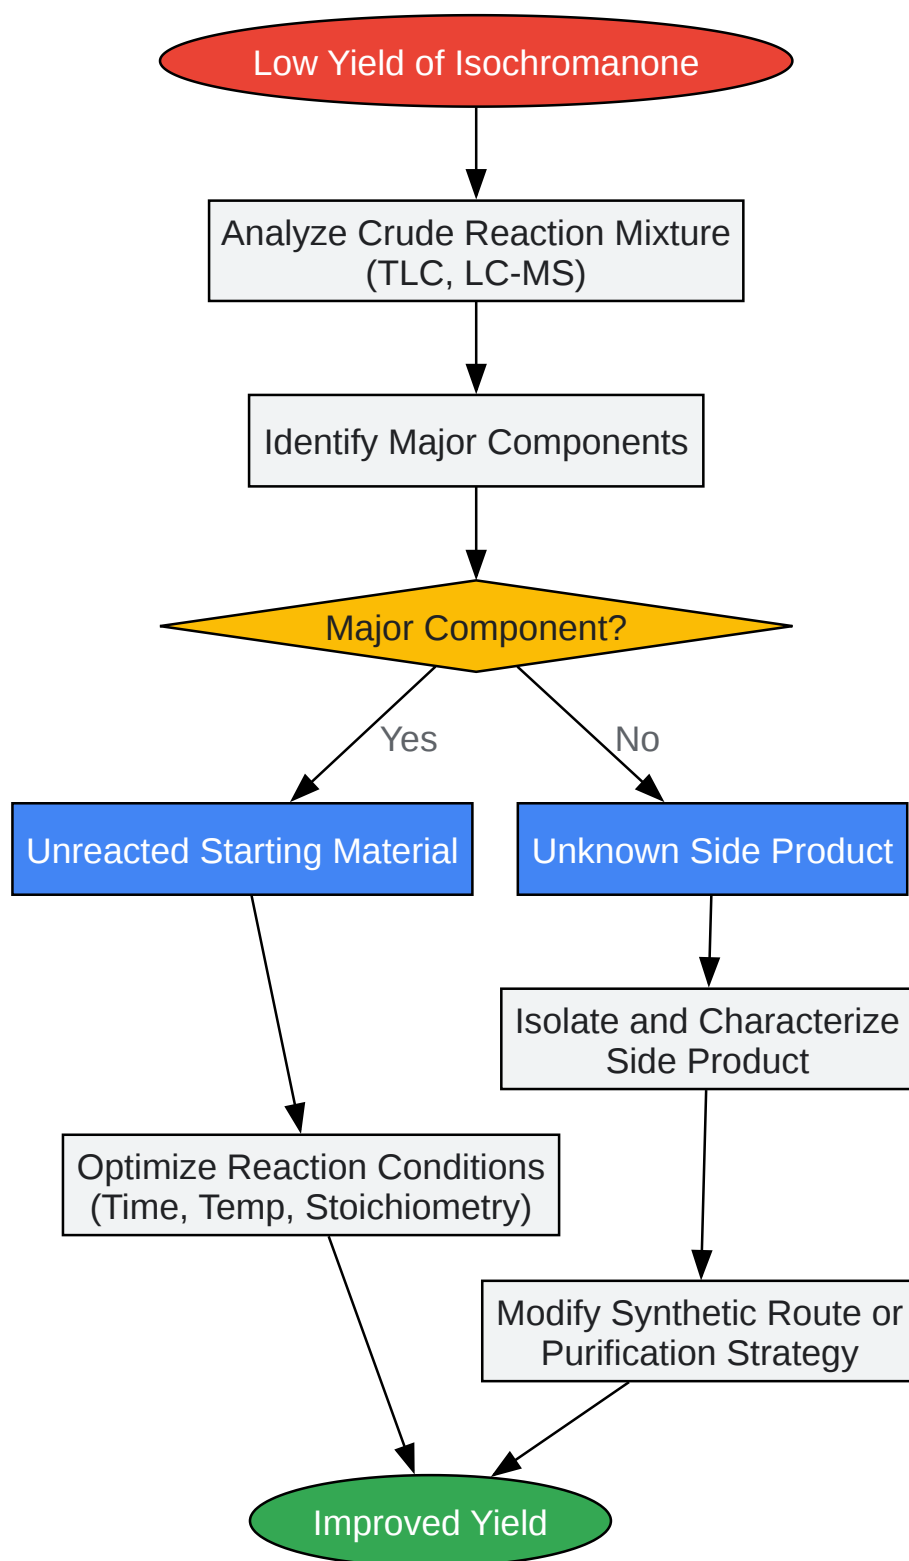 Low Yield of Isochromanone
Analyze Crude Reaction Mixture
(TLC, LC-MS)
Identify Major Components
Major Component?
Yes
No
Unreacted Starting Material
Unknown Side Product
Isolate and Characterize
Side Product
Optimize Reaction Conditions
(Time, Temp, Stoichiometry)
Modify Synthetic Route or
Purification Strategy
Improved Yield